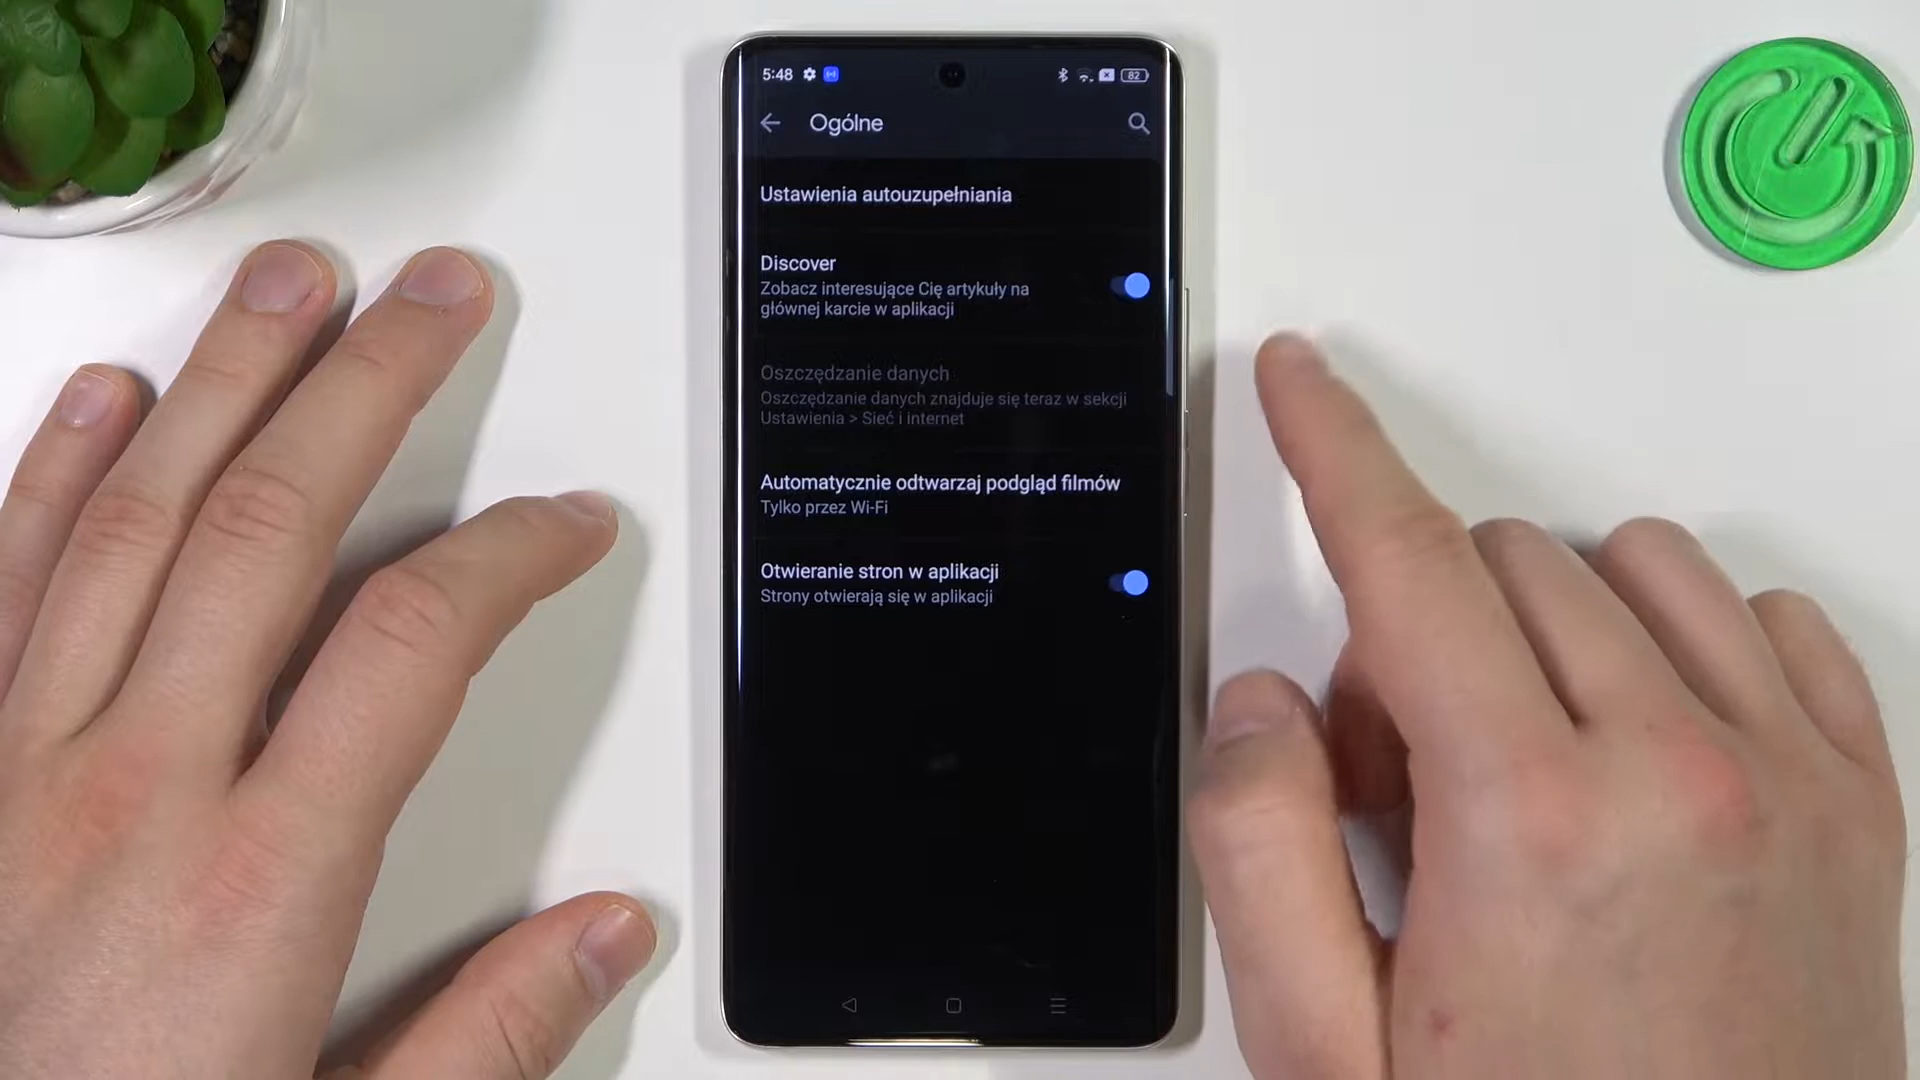 5:48
82
Ogólne
Ustawienia autouzupełniania
Discover
Zobacz interesujące Cię artykuły na
głównej karcie w aplikacji
Oszczędzanie danych
Oszczędzanie danych znajduje się teraz w sekcji
Ustawienia > Sieć i internet
Automatycznie odtwarzaj podgląd filmów
Tylko przez Wi-Fi
Otwieranie stron w aplikacji
Strony otwierają się w aplikacji